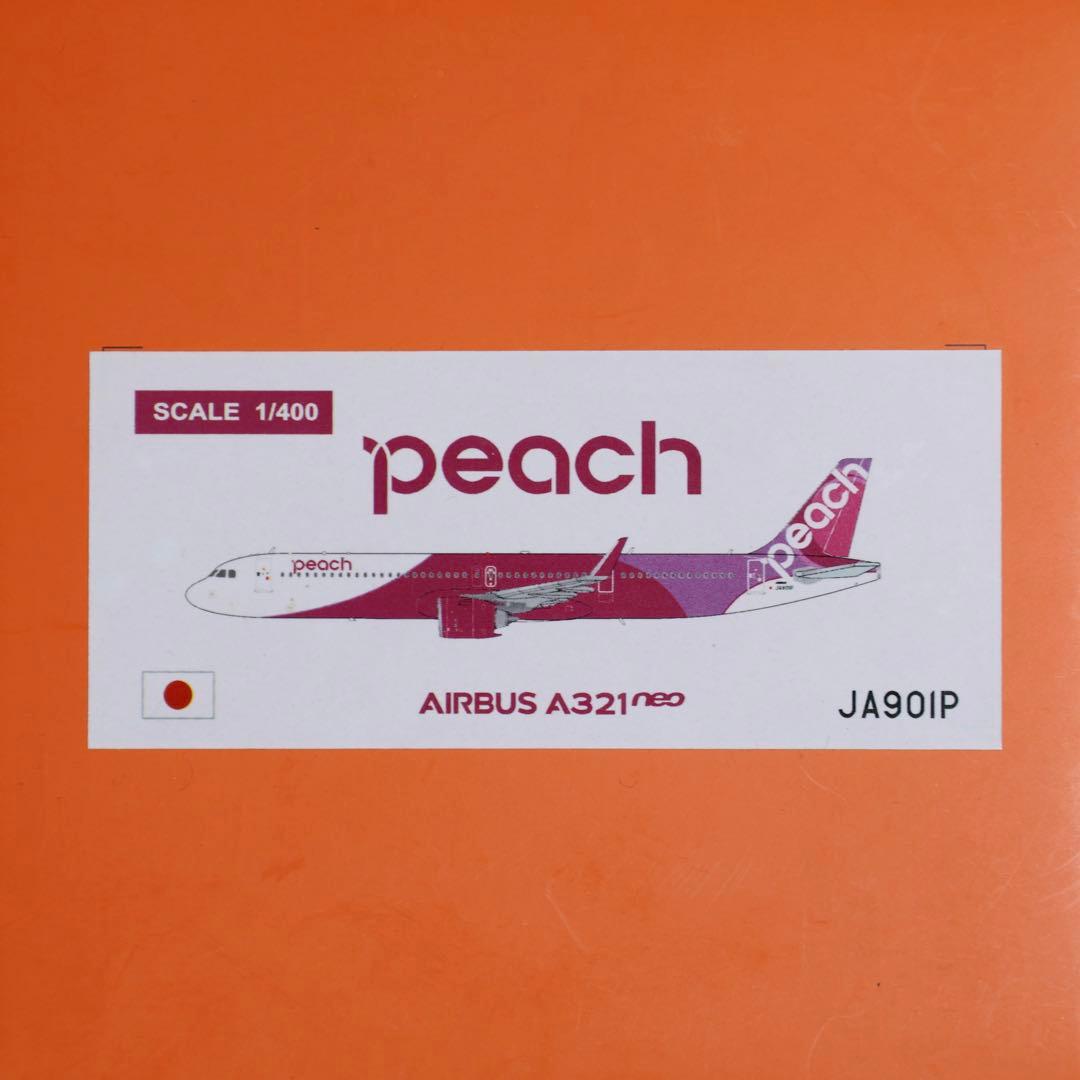 SCALE 1/400
peach
peach
peach
AIRBUS A321neo
JA901P